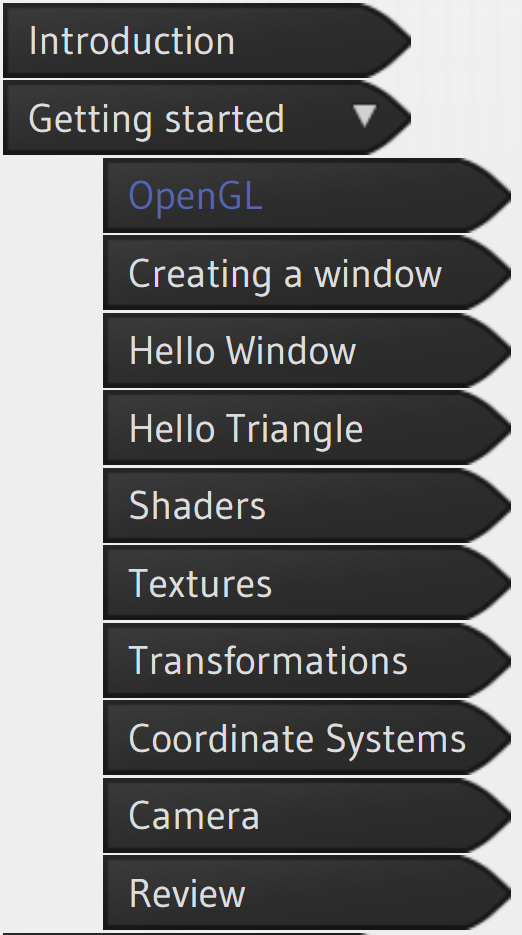 Introduction
Getting started ▼
OpenGL
Creating a window
Hello Window
Hello Triangle
Shaders
Textures
Transformations
Coordinate Systems
Camera
Review